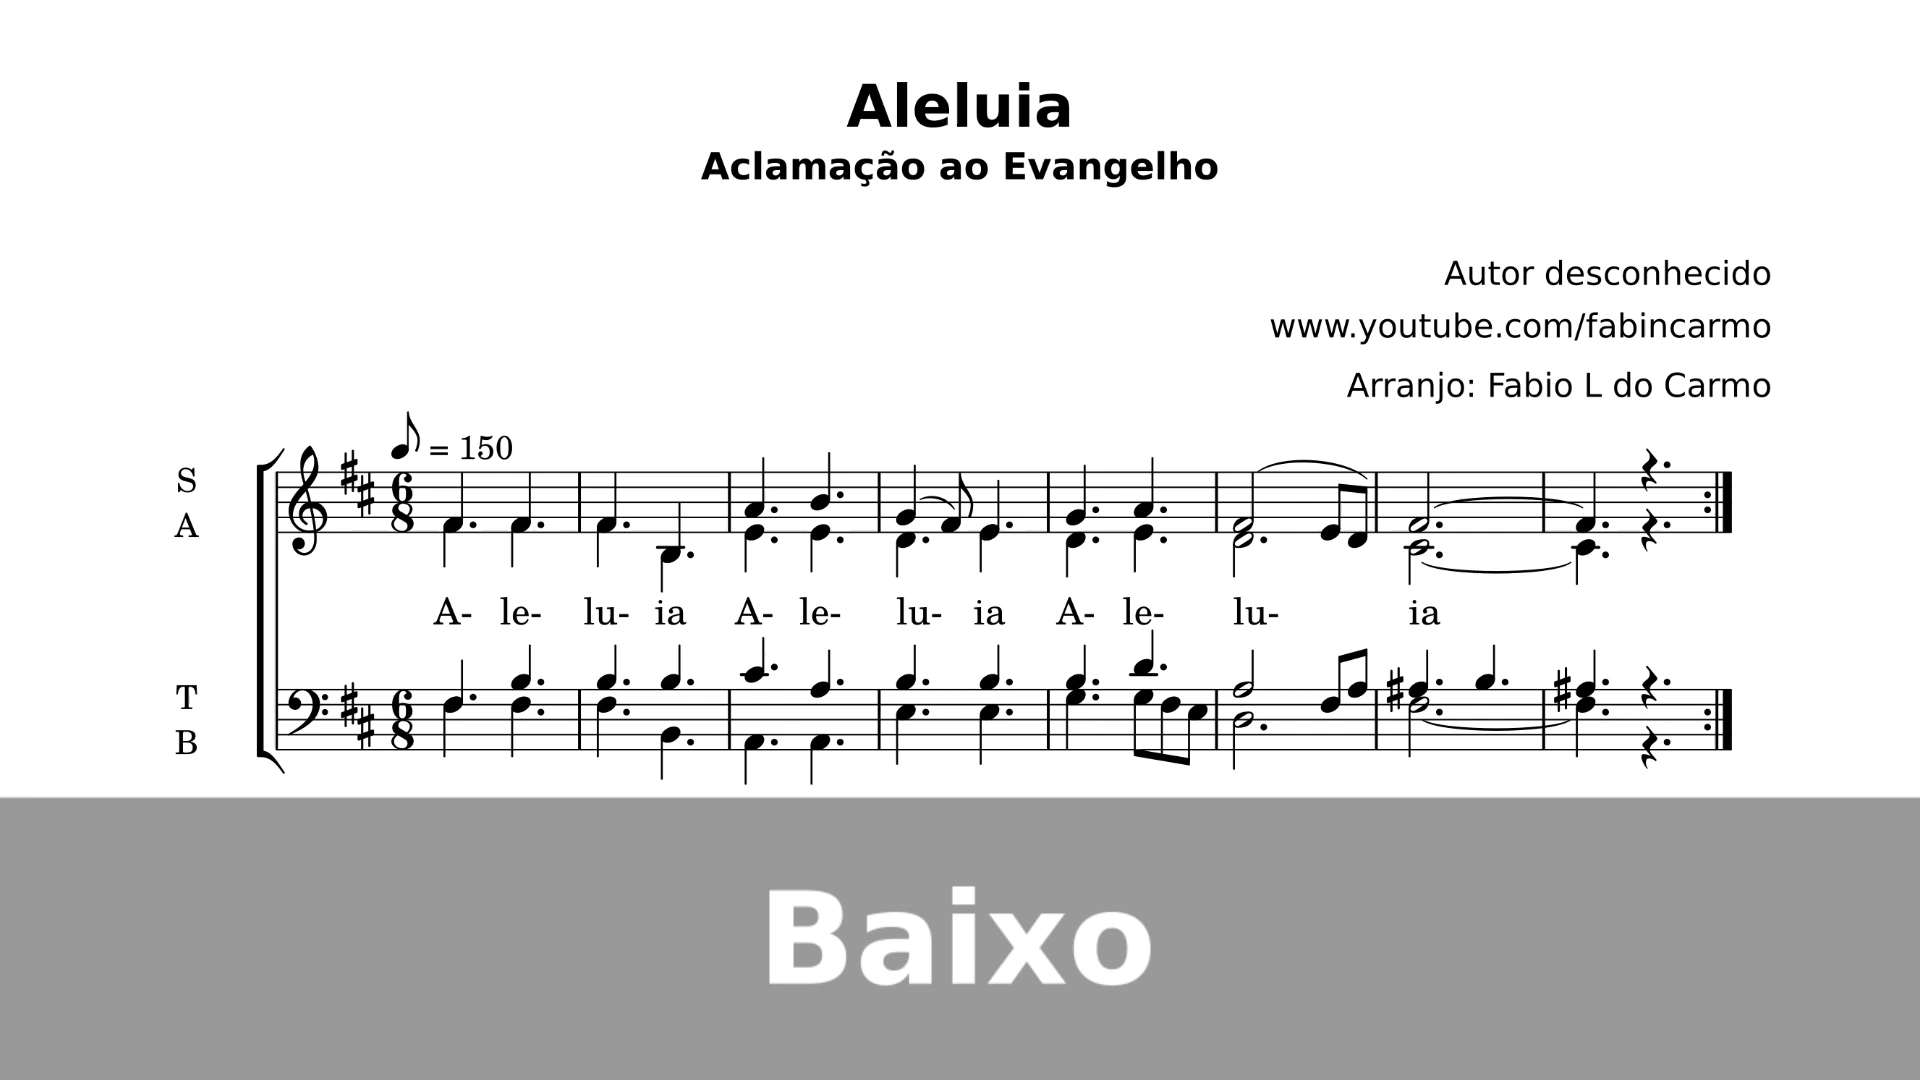 Aleluia
Aclamação ao Evangelho
Autor desconhecido
www.youtube.com/fabincarmo
Arranjo: Fabio L do Carmo
= 150
S
A
6
8
A- le- lu- ia A- le- lu- ia A- le- lu- ia
T
B
6
8
Baixo